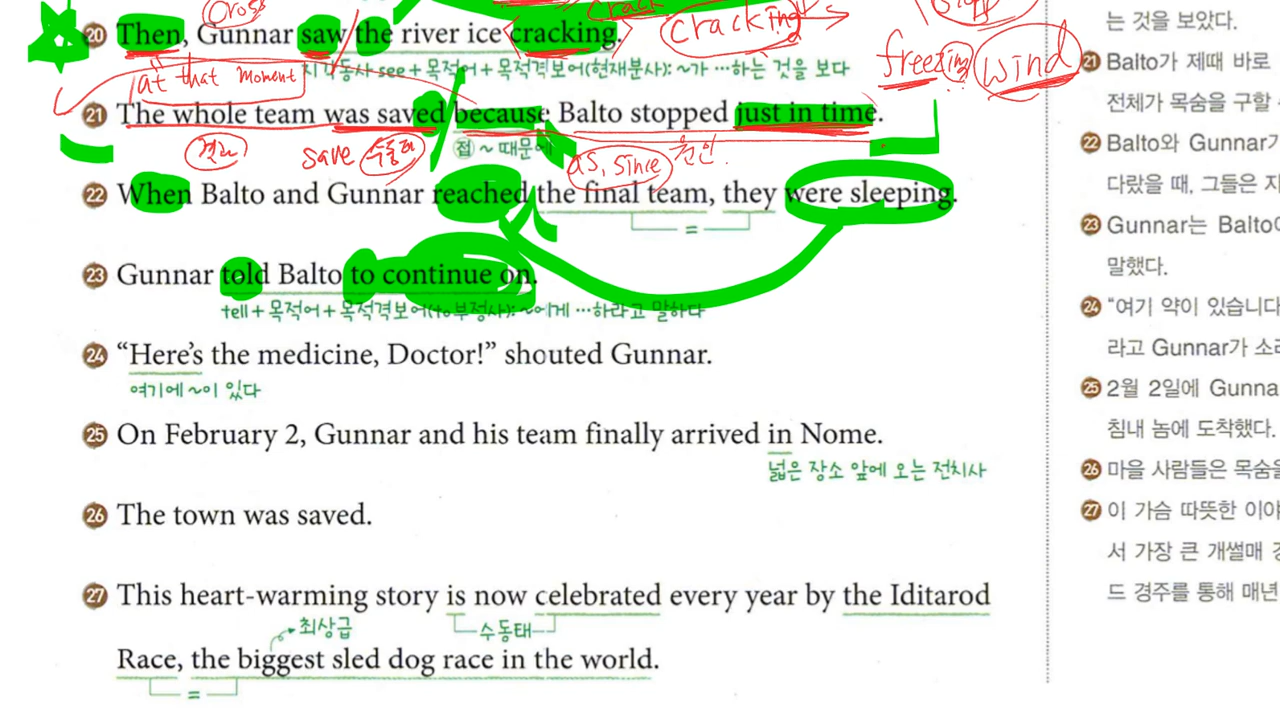 cross
crack
cracking
stopp
⑳ Then, Gunnar saw the river ice cracking.
freezing wind
지각동사 see + 목적어 + 목적격보어(현재분사): ~가 …하는 것을 보다
at that moment
㉑ The whole team was saved because Balto stopped just in time.
결과
save 수동태
접 ~ 때문에
as, since 원인
㉒ When Balto and Gunnar reached the final team, they were sleeping.
=
㉓ Gunnar told Balto to continue on.
tell + 목적어 + 목적격보어(to부정사): ~에게 …하라고 말하다
㉔ “Here’s the medicine, Doctor!” shouted Gunnar.
여기에 ~이 있다
㉕ On February 2, Gunnar and his team finally arrived in Nome.
넓은 장소 앞에 오는 전치사
㉖ The town was saved.
㉗ This heart-warming story is now celebrated every year by the Iditarod
최상급
수동태
Race, the biggest sled dog race in the world.
=
는 것을 보았다.
㉑ Balto가 제때 바로
전체가 목숨을 구할
㉒ Balto와 Gunnar가
다랐을 때, 그들은 자
㉓ Gunnar는 Balto에
말했다.
㉔ “여기 약이 있습니다
라고 Gunnar가 소리
㉕ 2월 2일에 Gunna
침내 놈에 도착했다.
㉖ 마을 사람들은 목숨을
㉗ 이 가슴 따뜻한 이야
서 가장 큰 개썰매 경
드 경주를 통해 매년